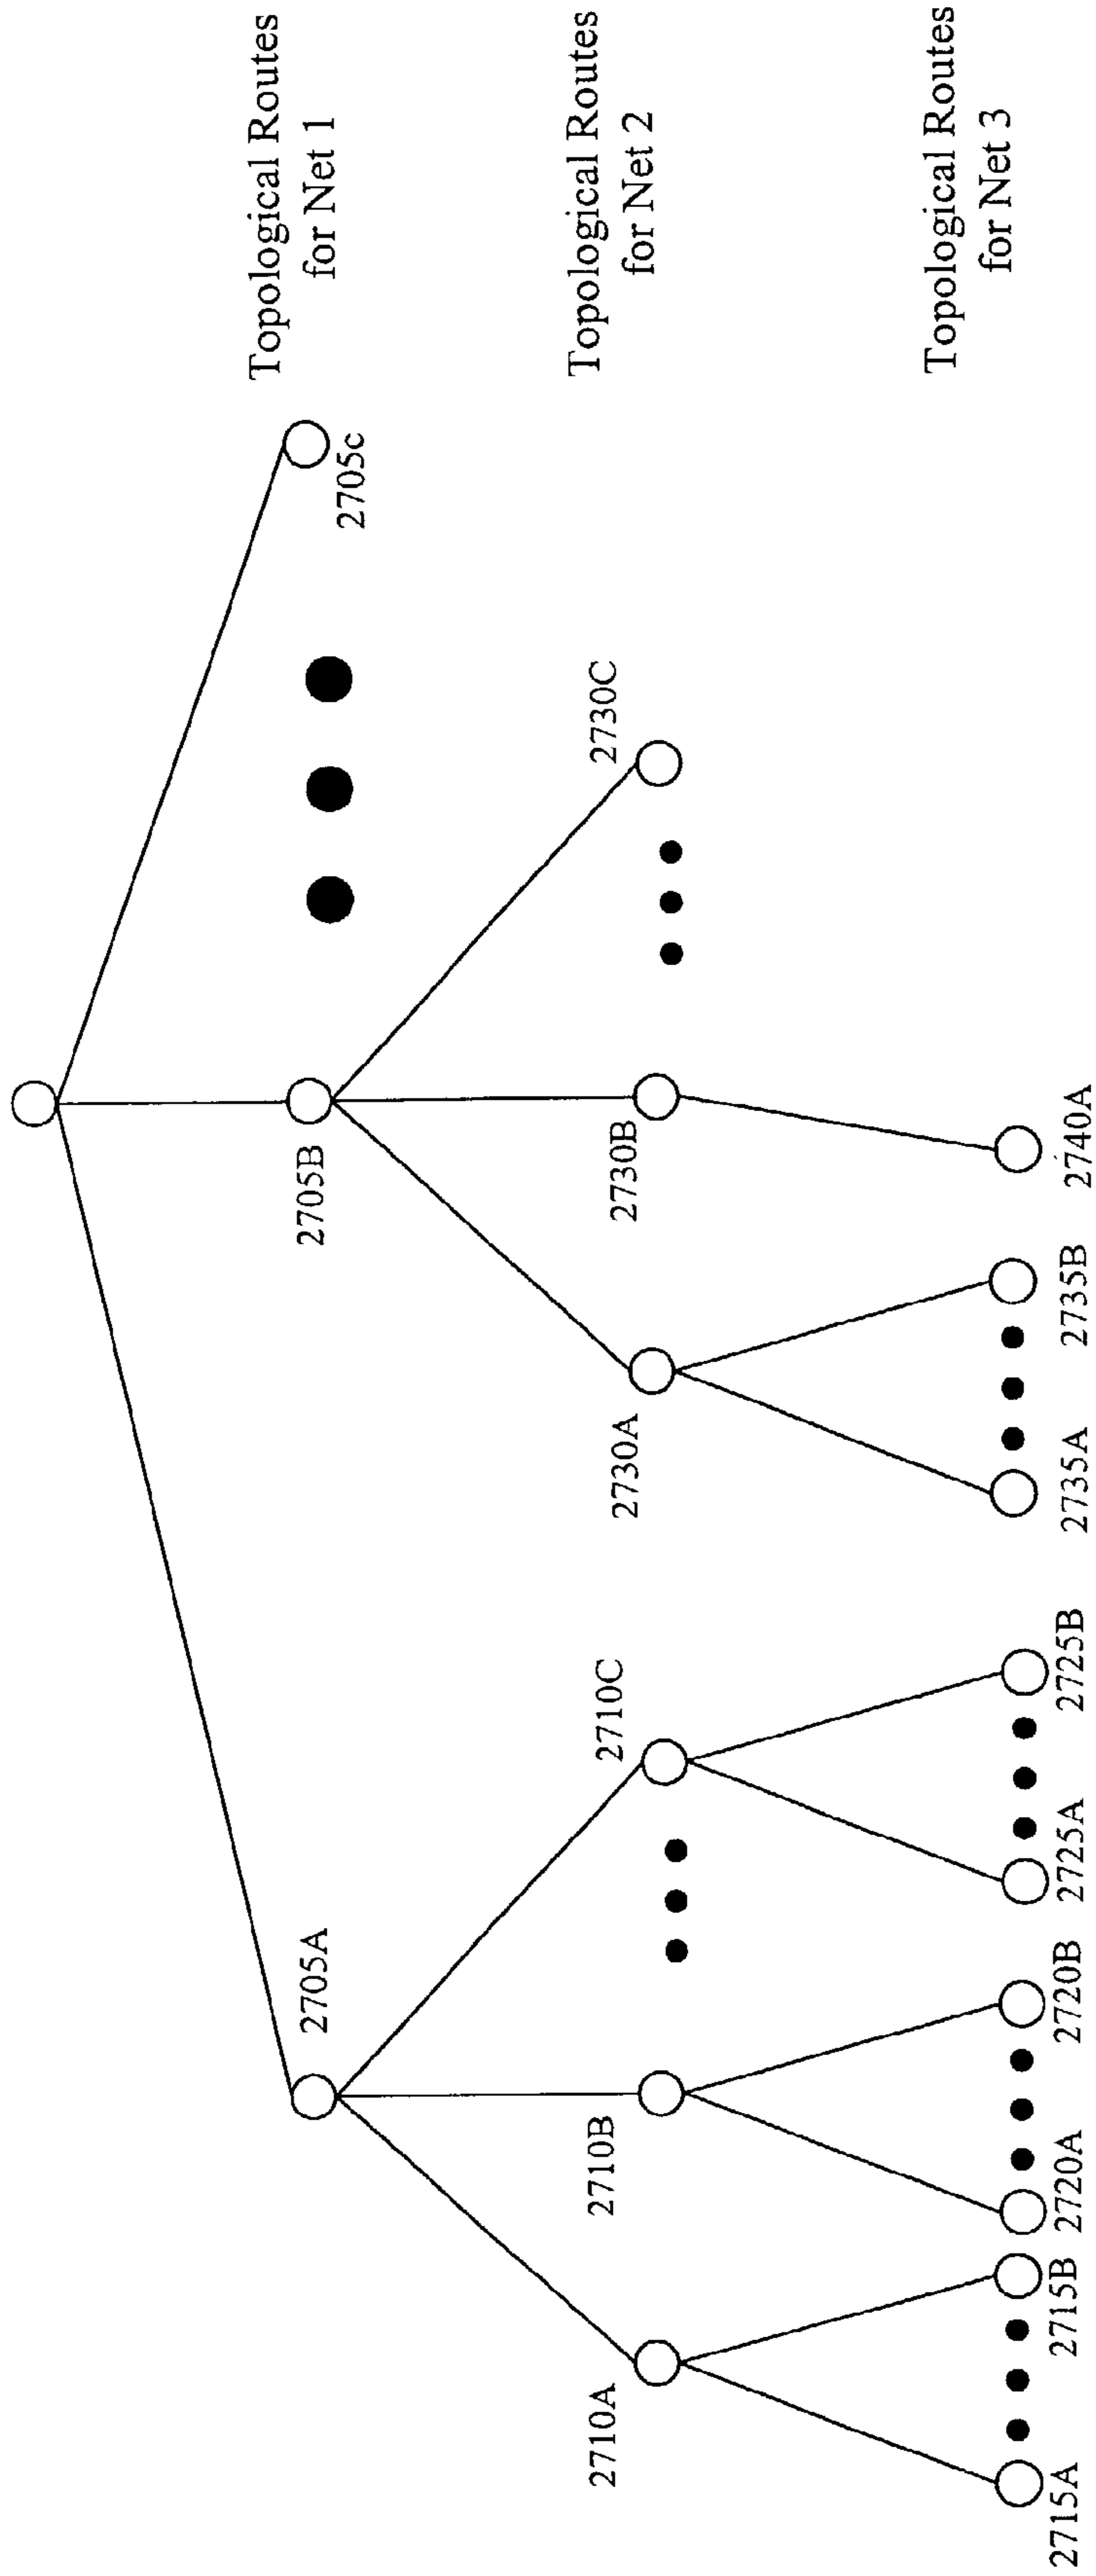 Topological Routes
for Net 1
2705A
2705B
2705c
Topological Routes
for Net 2
2710A
2710B
2710C
2730A
2730B
2730C
Topological Routes
for Net 3
2715A
2715B
2720A
2720B
2725A
2725B
2735A
2735B
2740A